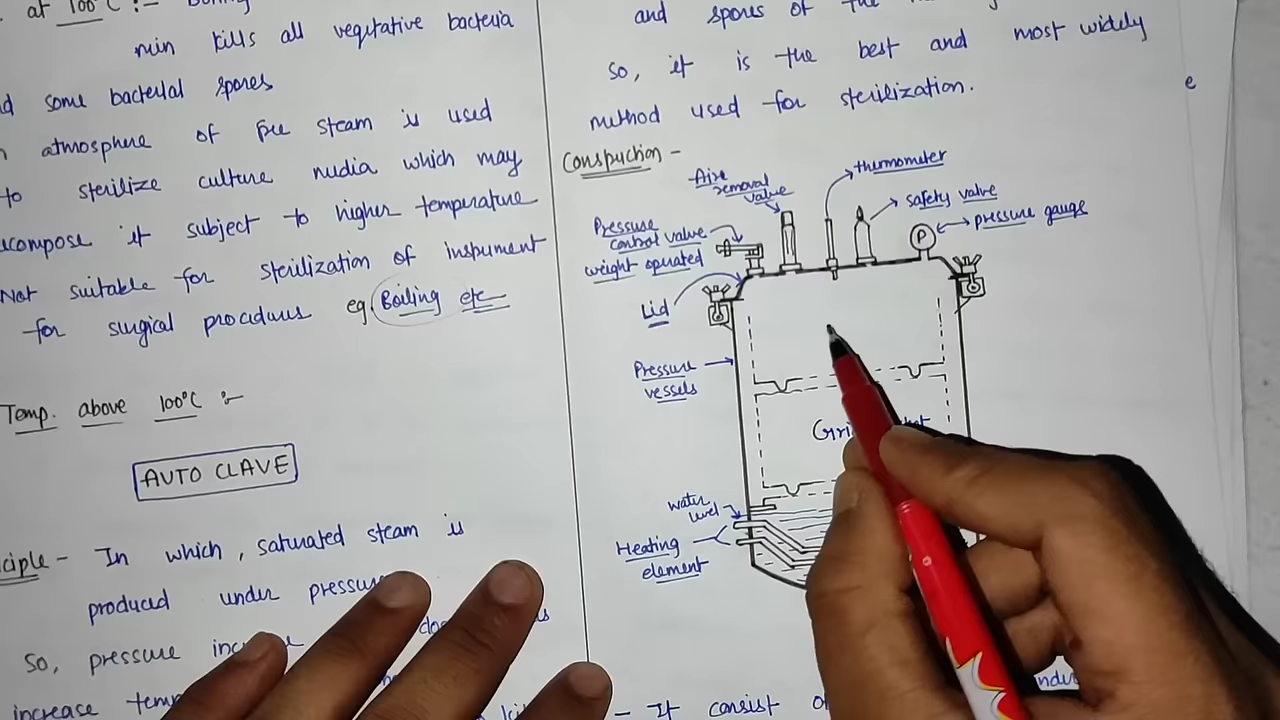 at 100°C :-
min kills all vegetative bacteria
some bacterial spores
atmosphere of free steam is used
to sterilize culture media which may
if subject to higher temperature
Not suitable for sterilization of instrument
for surgical procedures eg. Boiling etc
Temp. above 100°C :-
AUTO CLAVE
In which, saturated steam is
produced under
So, pressure
increase
and spores of the
so, it is the best and most widely
e
method used for sterilization.
Construction -
thermometer
Aire
removal
valve
safety valve
pressure gauge
Pressure
control valve
weight operated
P
Lid
Pressure
vessels
water
level
Heating
element
- It consist